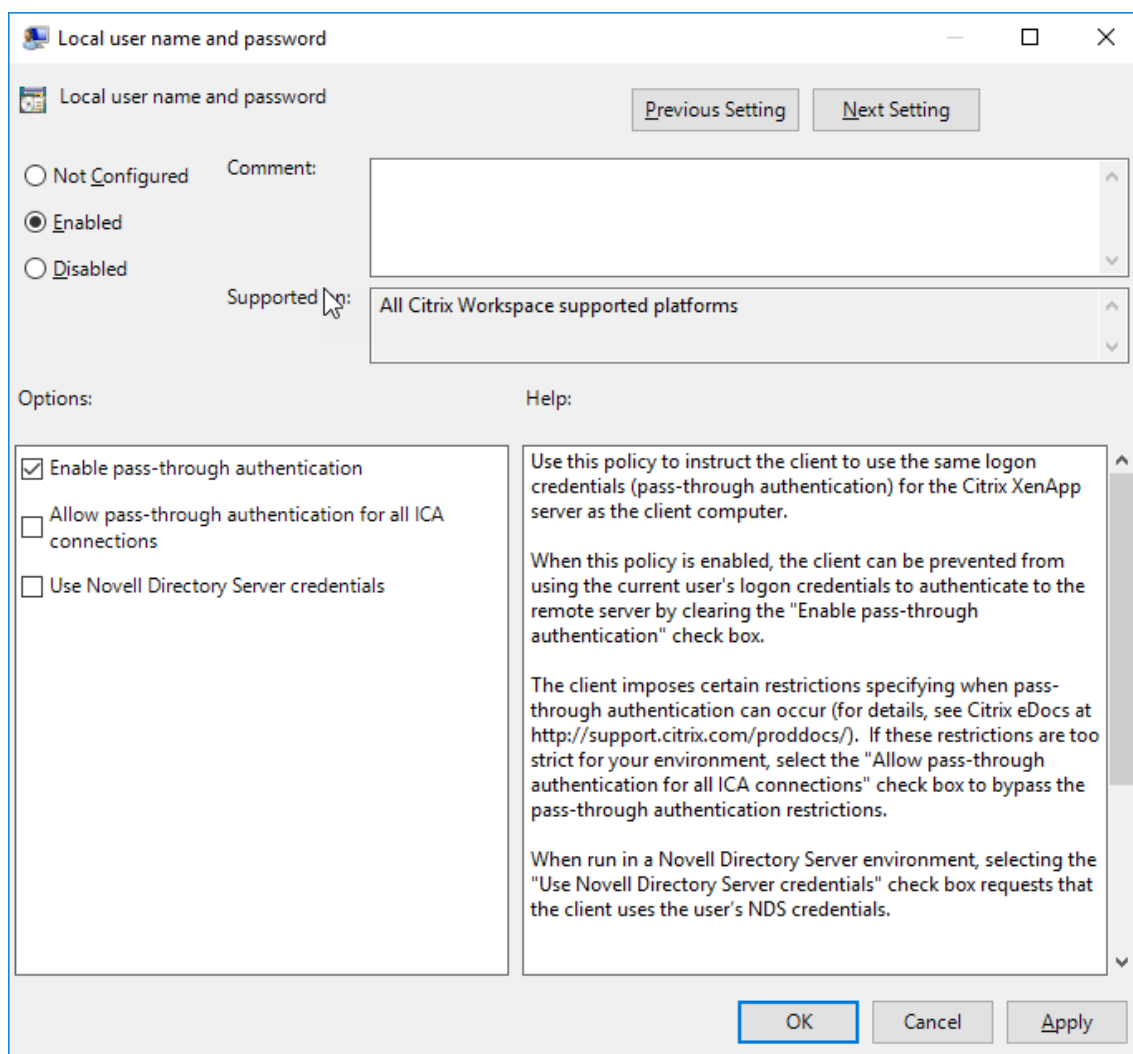 Local user name and password
Local user name and password
Previous Setting
Next Setting
Not Configured
Comment:
Enabled
Disabled
Supported
All Citrix Workspace supported platforms
Options:
Help:
Enable pass-through authentication
Allow pass-through authentication for all ICA
connections
Use Novell Directory Server credentials
Use this policy to instruct the client to use the same logon
credentials (pass-through authentication) for the Citrix XenApp
server as the client computer.
When this policy is enabled, the client can be prevented from
using the current user's logon credentials to authenticate to the
remote server by clearing the "Enable pass-through
authentication" check box.
The client imposes certain restrictions specifying when pass-
through authentication can occur (for details, see Citrix eDocs at
http://support.citrix.com/proddocs/).  If these restrictions are too
strict for your environment, select the "Allow pass-through
authentication for all ICA connections" check box to bypass the
pass-through authentication restrictions.
When run in a Novell Directory Server environment, selecting the
"Use Novell Directory Server credentials" check box requests that
the client uses the user's NDS credentials.
OK
Cancel
Apply